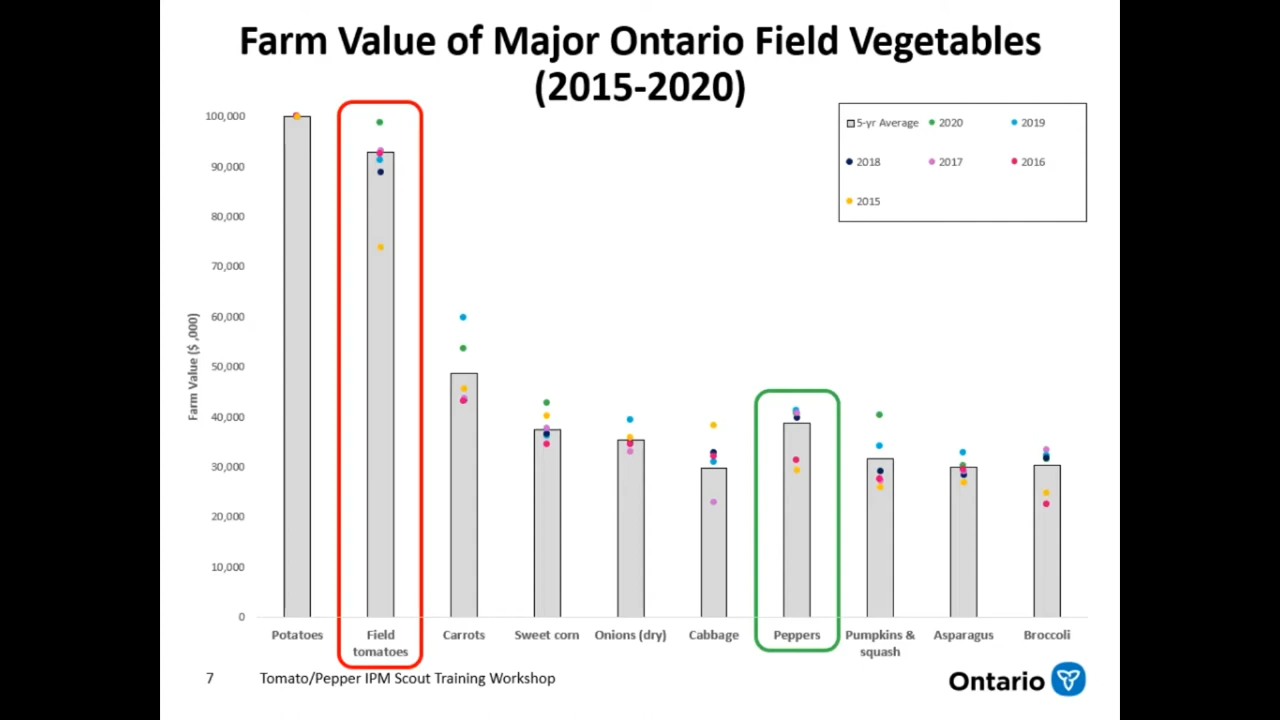 Farm Value of Major Ontario Field Vegetables
(2015-2020)
5-yr Average
2020
2019
2018
2017
2016
2015
Farm Value ($ ,000)
100,000
90,000
80,000
70,000
60,000
50,000
40,000
30,000
20,000
10,000
0
Potatoes
Field
tomatoes
Carrots
Sweet corn
Onions (dry)
Cabbage
Peppers
Pumpkins &
squash
Asparagus
Broccoli
7
Tomato/Pepper IPM Scout Training Workshop
Ontario